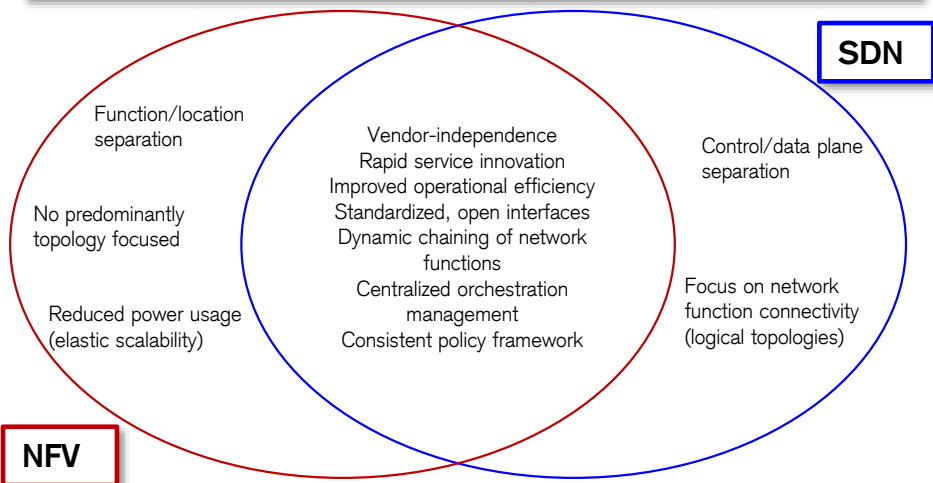 SDN
Function/location
separation
No predominantly
topology focused
Reduced power usage
(elastic scalability)
Vendor-independence
Rapid service innovation
Improved operational efficiency
Standardized, open interfaces
Dynamic chaining of network
functions
Centralized orchestration
management
Consistent policy framework
Control/data plane
separation
Focus on network
function connectivity
(logical topologies)
NFV